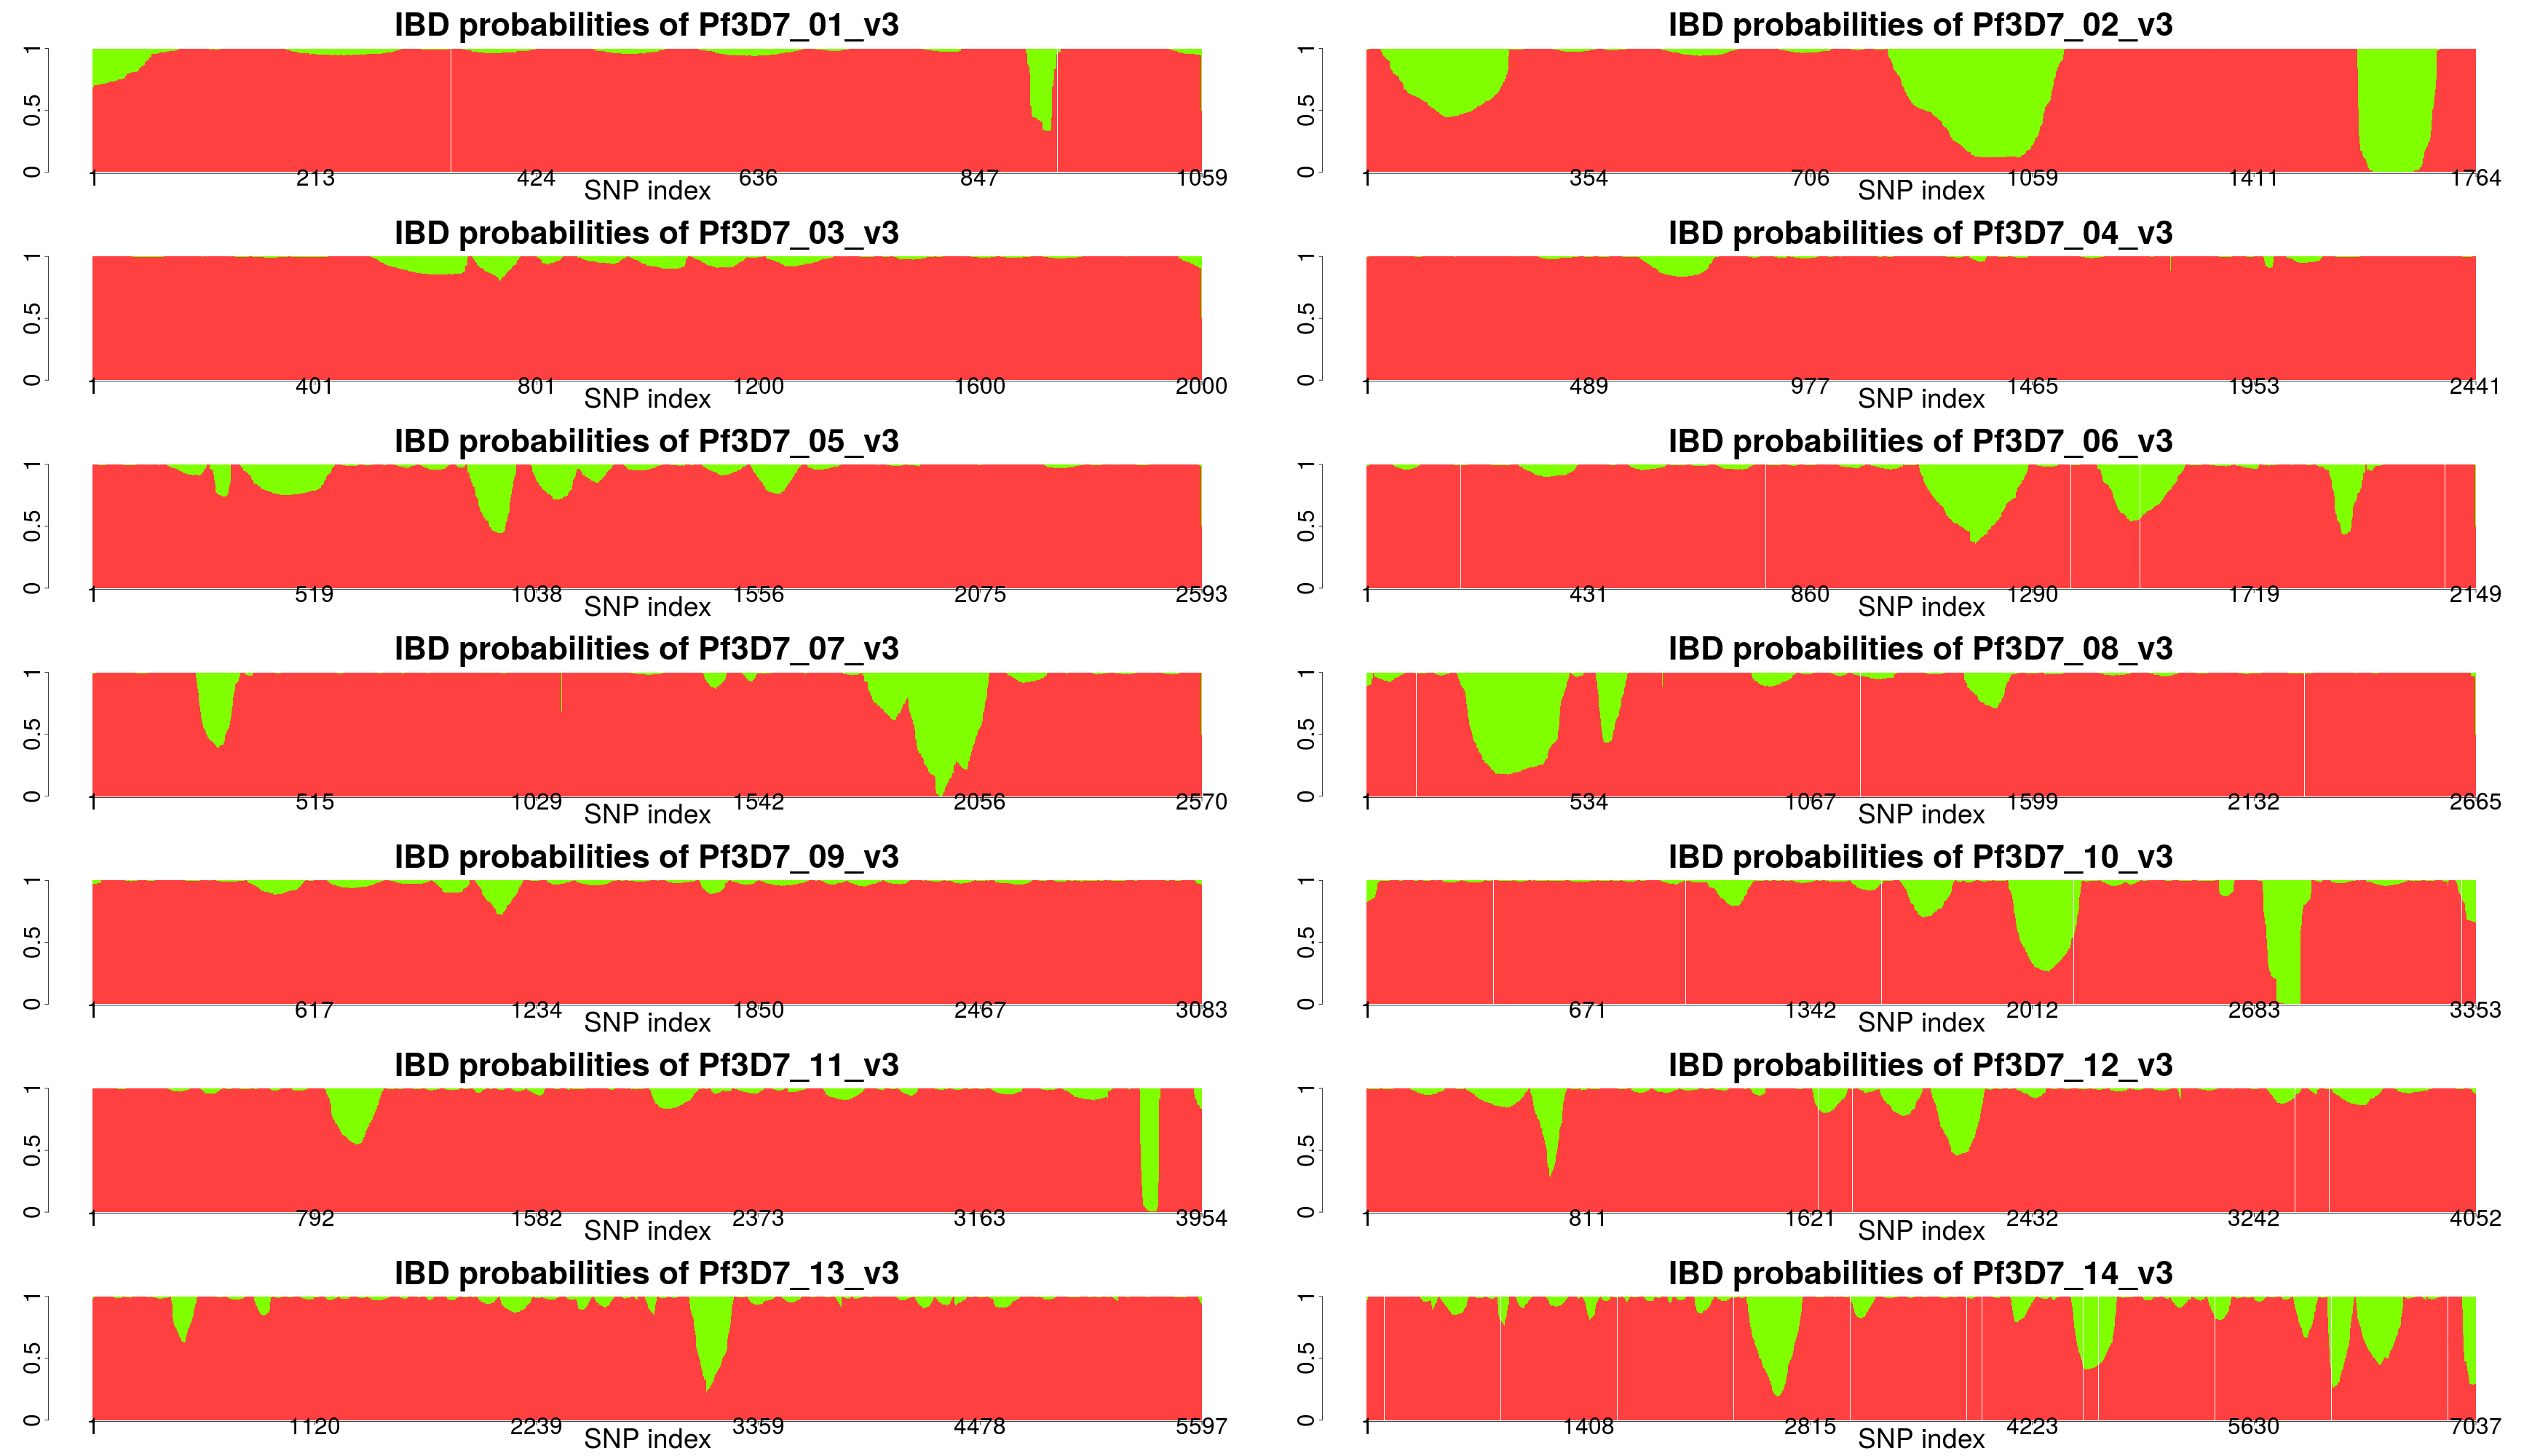 IBD probabilities of Pf3D7_01_v3
0 0.5 1
1 213 424 636 847 1059
SNP index
IBD probabilities of Pf3D7_02_v3
0 0.5 1
1 354 706 1059 1411 1764
SNP index
IBD probabilities of Pf3D7_03_v3
0 0.5 1
1 401 801 1200 1600 2000
SNP index
IBD probabilities of Pf3D7_04_v3
0 0.5 1
1 489 977 1465 1953 2441
SNP index
IBD probabilities of Pf3D7_05_v3
0 0.5 1
1 519 1038 1556 2075 2593
SNP index
IBD probabilities of Pf3D7_06_v3
0 0.5 1
1 431 860 1290 1719 2149
SNP index
IBD probabilities of Pf3D7_07_v3
0 0.5 1
1 515 1029 1542 2056 2570
SNP index
IBD probabilities of Pf3D7_08_v3
0 0.5 1
1 534 1067 1599 2132 2665
SNP index
IBD probabilities of Pf3D7_09_v3
0 0.5 1
1 617 1234 1850 2467 3083
SNP index
IBD probabilities of Pf3D7_10_v3
0 0.5 1
1 671 1342 2012 2683 3353
SNP index
IBD probabilities of Pf3D7_11_v3
0 0.5 1
1 792 1582 2373 3163 3954
SNP index
IBD probabilities of Pf3D7_12_v3
0 0.5 1
1 811 1621 2432 3242 4052
SNP index
IBD probabilities of Pf3D7_13_v3
0 0.5 1
1 1120 2239 3359 4478 5597
SNP index
IBD probabilities of Pf3D7_14_v3
0 0.5 1
1 1408 2815 4223 5630 7037
SNP index